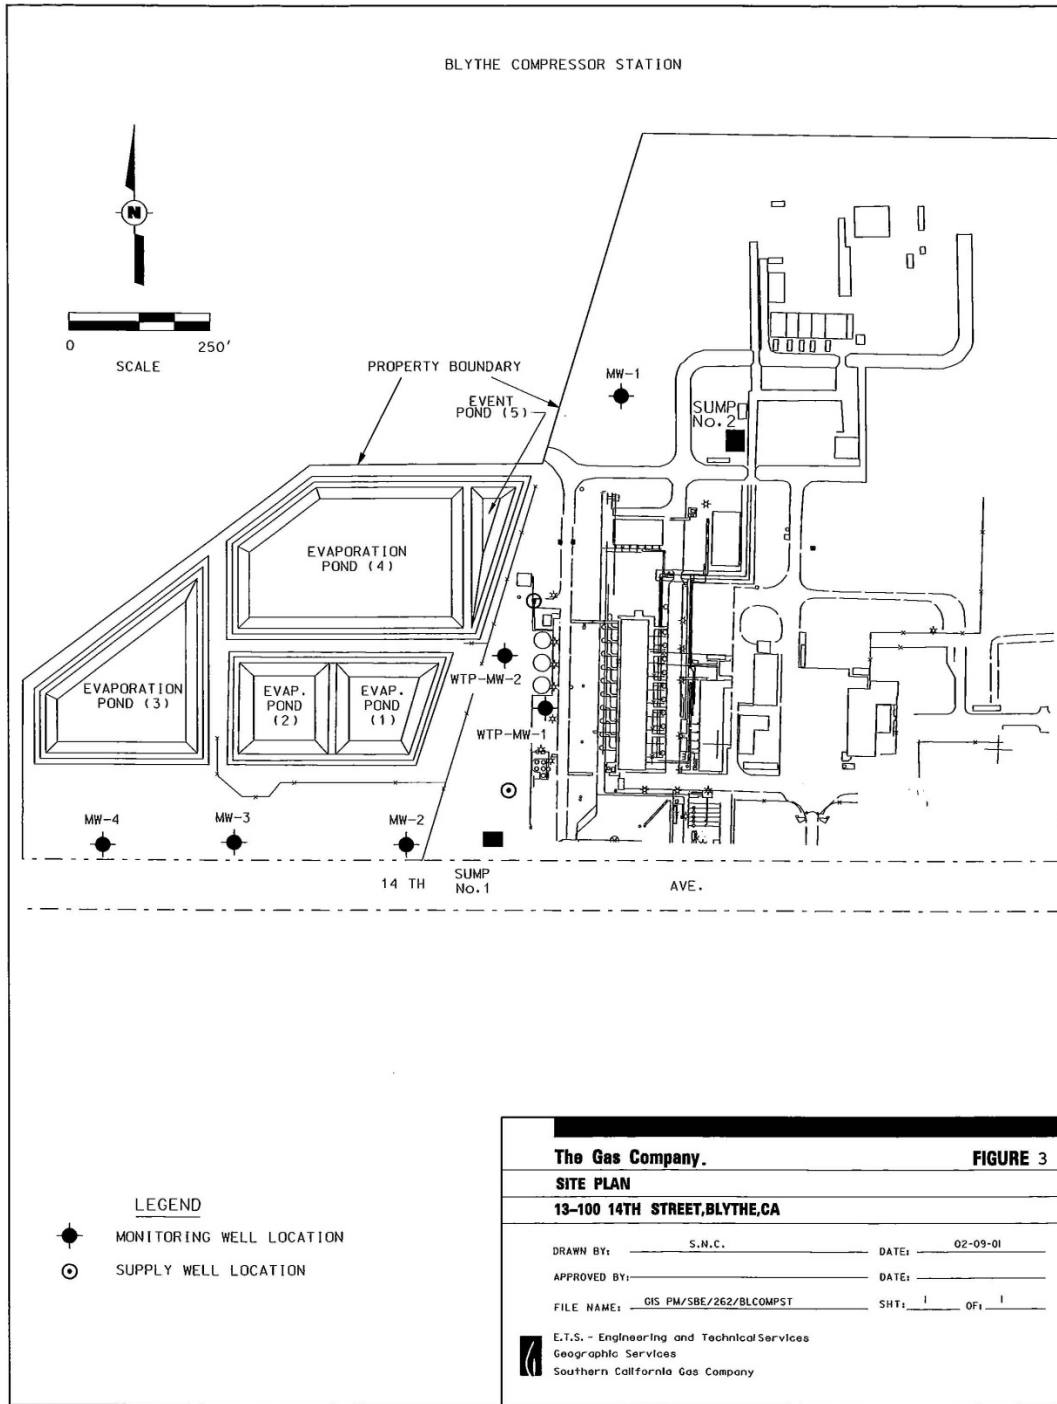 BLYTHE COMPRESSOR STATION
N
0 250'
SCALE
PROPERTY BOUNDARY
EVENT
POND (5)
MW-1
SUMP
No.2
EVAPORATION
POND (4)
EVAPORATION
POND (3)
EVAP.
POND
(2)
EVAP.
POND
(1)
WTP-MW-2
WTP-MW-1
MW-4
MW-3
MW-2
14 TH
SUMP
No.1
AVE.
LEGEND
MONITORING WELL LOCATION
SUPPLY WELL LOCATION
The Gas Company. FIGURE 3
SITE PLAN
13-100 14TH STREET,BLYTHE,CA
DRAWN BY: S.N.C. DATE: 02-09-01
APPROVED BY: DATE:
FILE NAME: GIS PM/SBE/262/BLCOMPST SHT: 1 OF: 1
E.T.S. - Engineering and Technical Services
Geographic Services
Southern California Gas Company